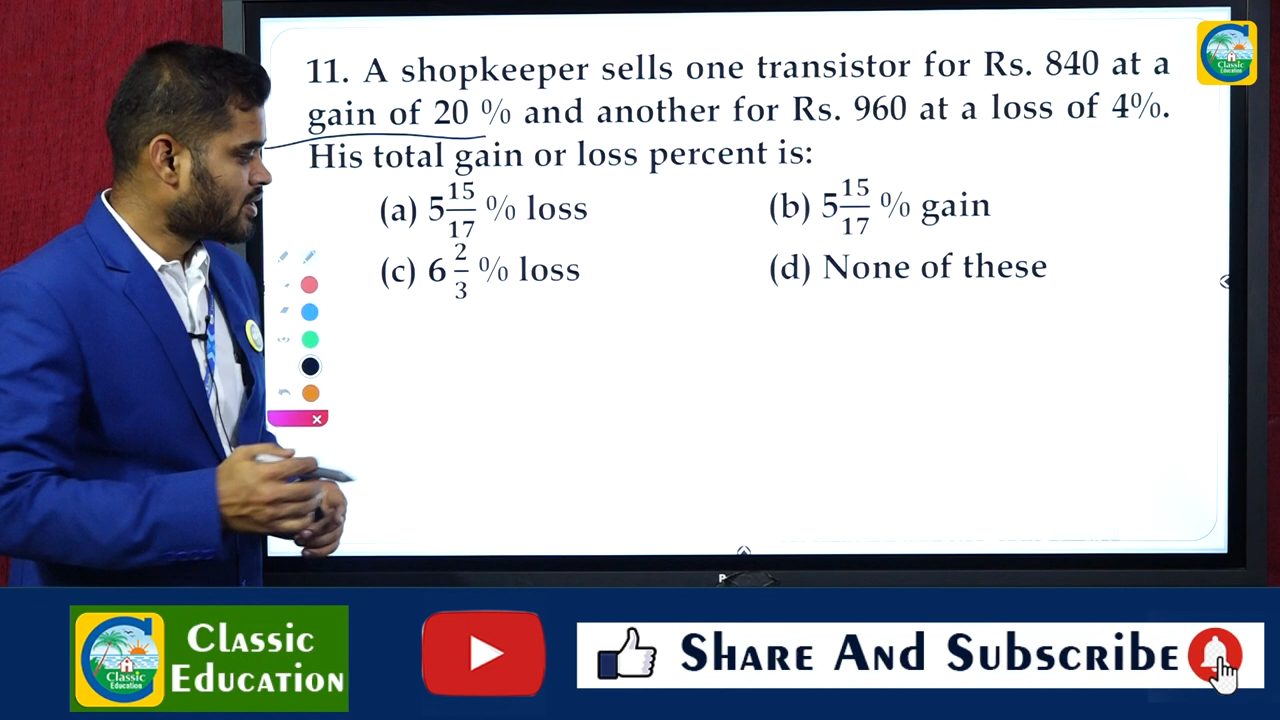 11. A shopkeeper sells one transistor for Rs. 840 at a
gain of 20 % and another for Rs. 960 at a loss of 4%.
His total gain or loss percent is:
(a) 5 15/17 % loss
(b) 5 15/17 % gain
(c) 6 2/3 % loss
(d) None of these
Classic
Education
Classic
Education
Classic
Education
Share And Subscribe